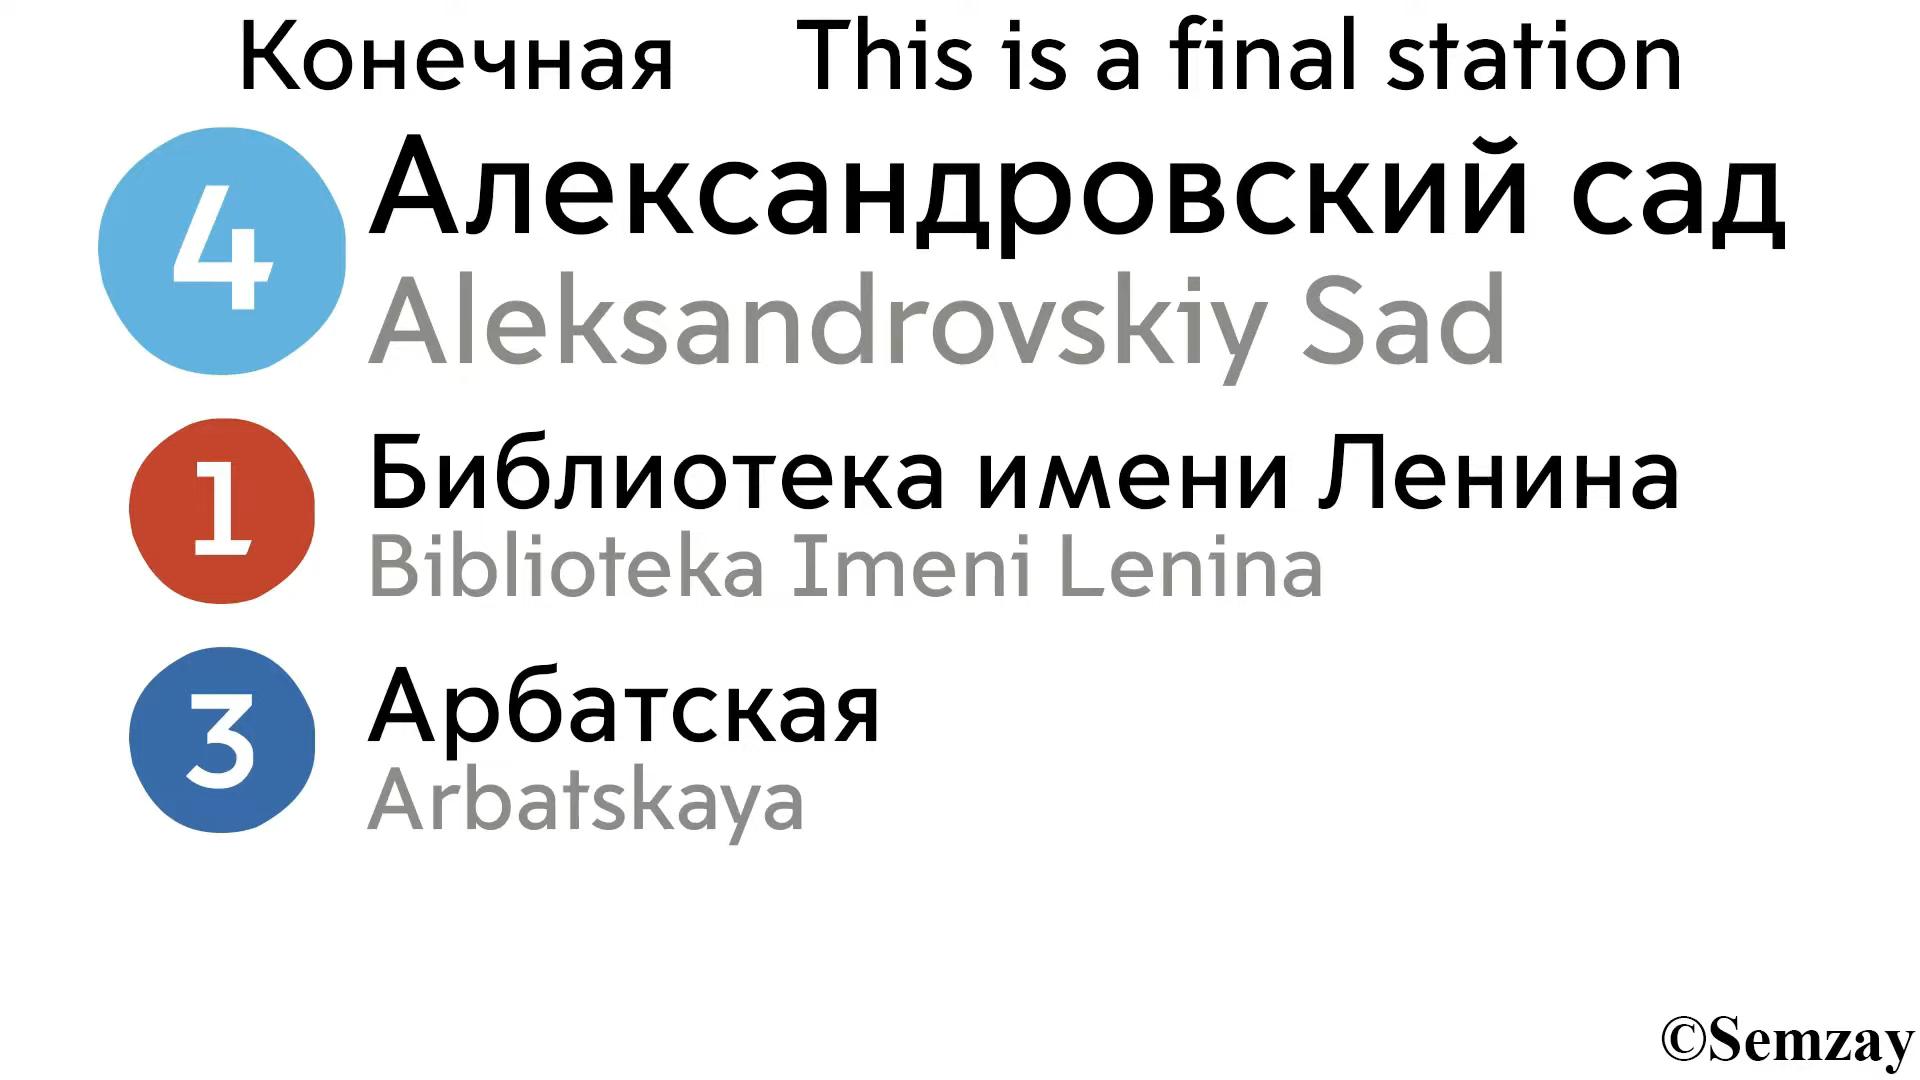 Конечная This is a final station
4 Александровский сад
Aleksandrovskiy Sad
1 Библиотека имени Ленина
Biblioteka Imeni Lenina
3 Арбатская
Arbatskaya
©Semzay